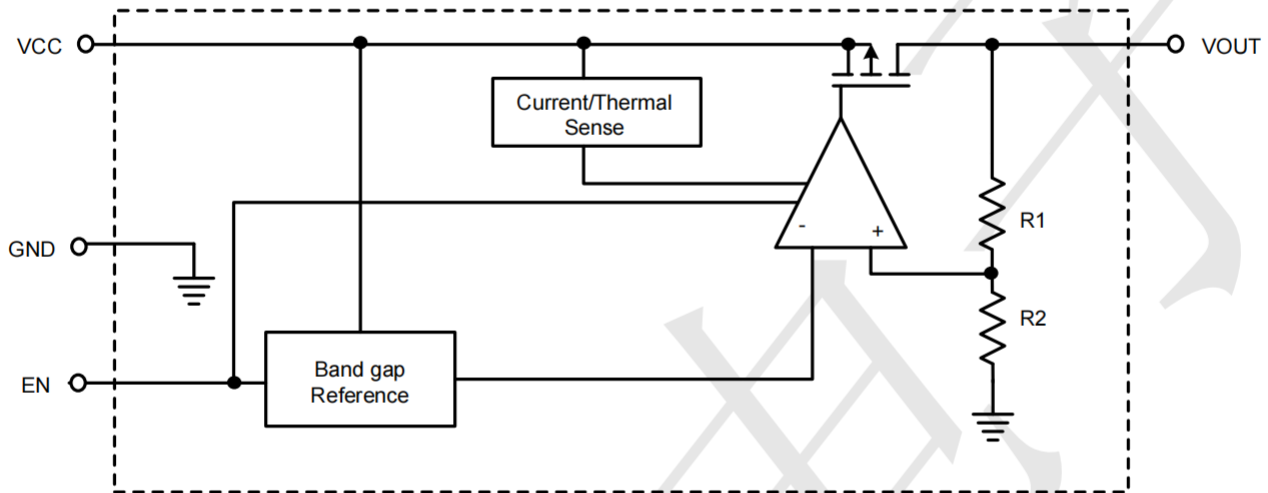 VCC
VOUT
Current/Thermal
Sense
-
+
R1
GND
R2
EN
Band gap
Reference